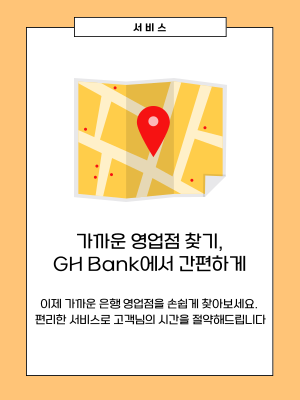 서비스
가까운 영업점 찾기,
GH Bank에서 간편하게
이제 가까운 은행 영업점을 손쉽게 찾아보세요.
편리한 서비스로 고객님의 시간을 절약해드립니다